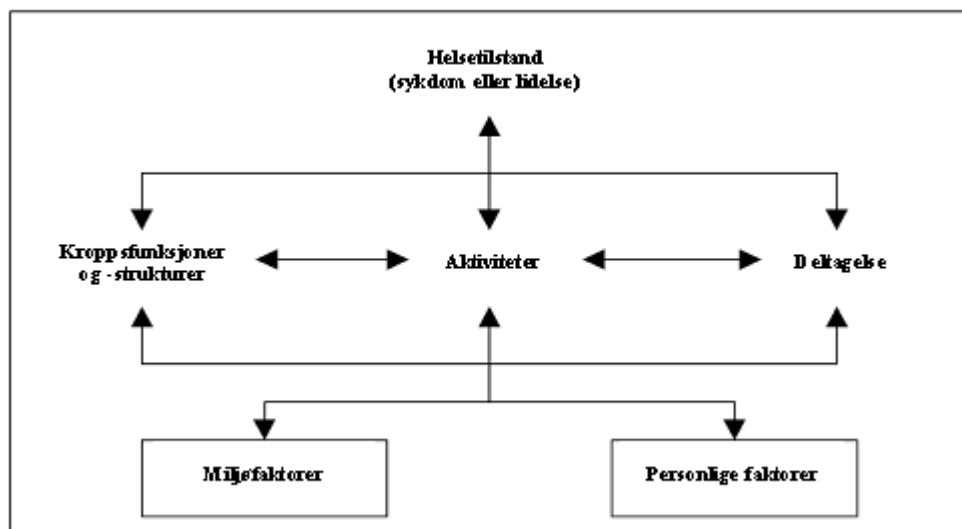 Helsetilstand
(sykdom eller lidelse)
Kroppsfunksjoner
og -strukturer
Aktiviteter
Deltagelse
Miljøfaktorer
Personlige faktorer